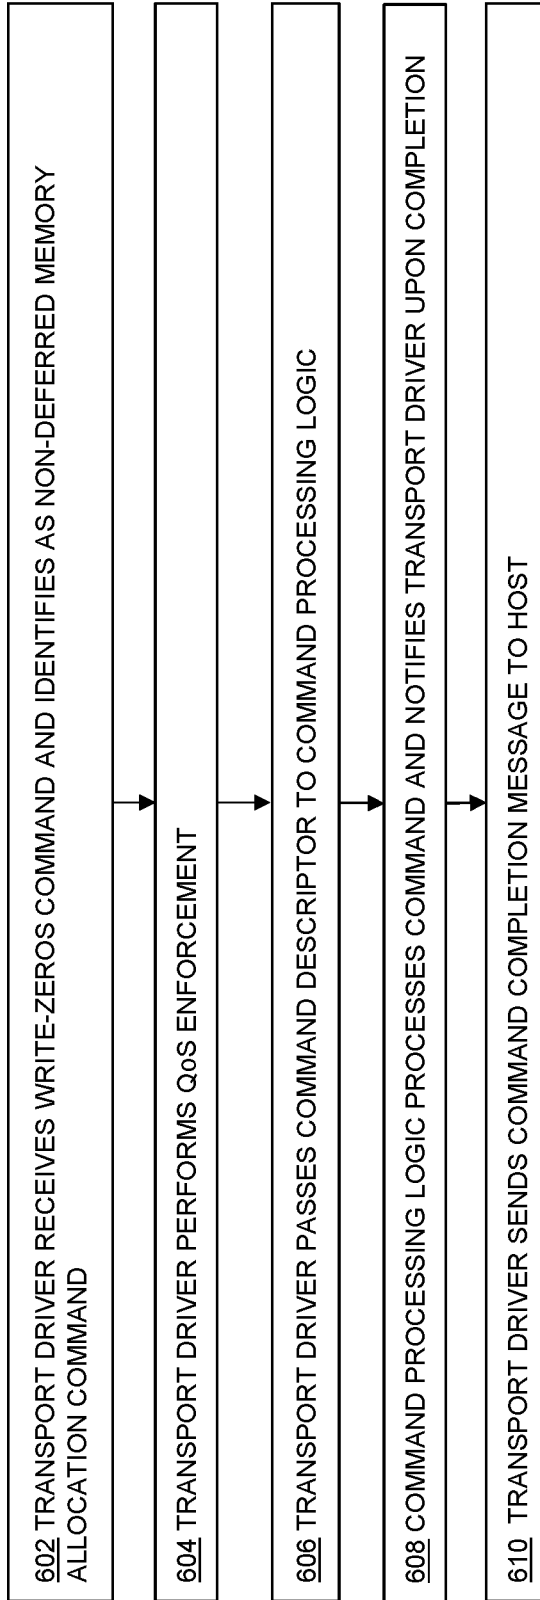 602 TRANSPORT DRIVER RECEIVES WRITE-ZEROS COMMAND AND IDENTIFIES AS NON-DEFERRED MEMORY
ALLOCATION COMMAND
604 TRANSPORT DRIVER PERFORMS QoS ENFORCEMENT
606 TRANSPORT DRIVER PASSES COMMAND DESCRIPTOR TO COMMAND PROCESSING LOGIC
608 COMMAND PROCESSING LOGIC PROCESSES COMMAND AND NOTIFIES TRANSPORT DRIVER UPON COMPLETION
610 TRANSPORT DRIVER SENDS COMMAND COMPLETION MESSAGE TO HOST